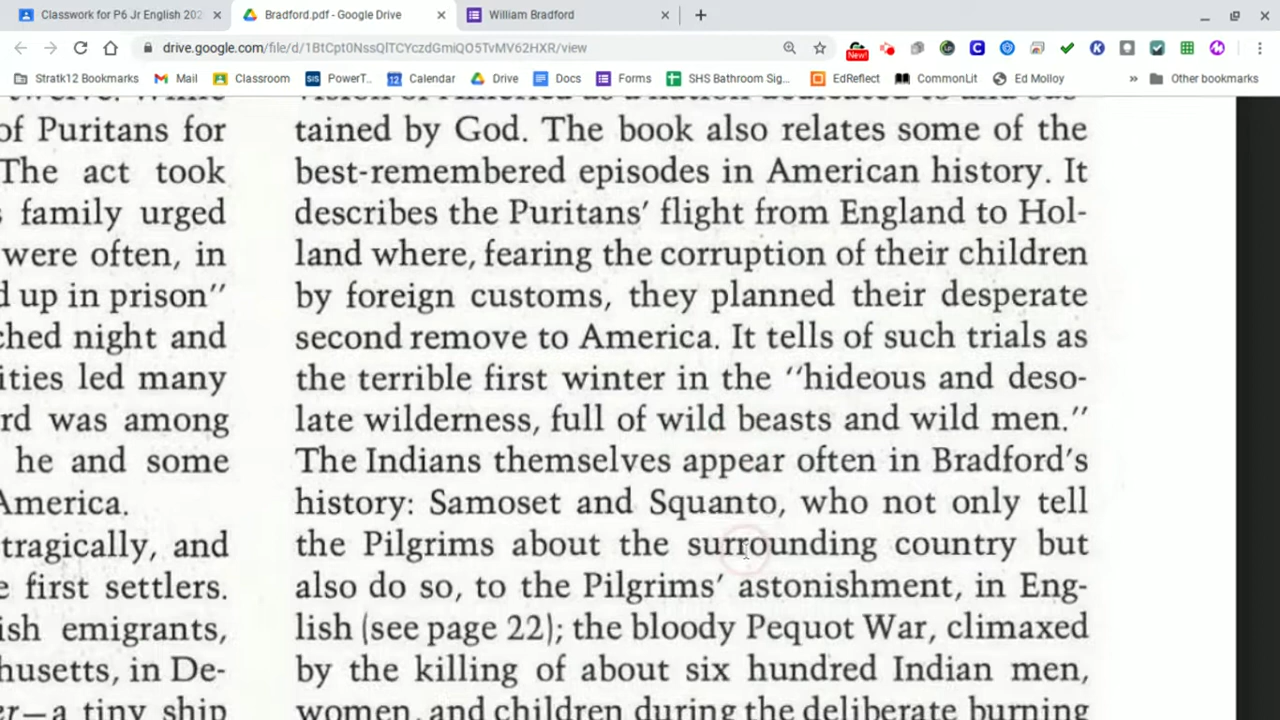 Classwork for P6 Jr English 202
Bradford.pdf - Google Drive
William Bradford
drive.google.com/file/d/1BtCpt0NssQlTCYczdGmiQO5TvMV62HXR/view
New!
Stratk12 Bookmarks
Mail
Classroom
SIS
PowerT...
12
Calendar
Drive
Docs
Forms
SHS Bathroom Sig...
EdReflect
CommonLit
Ed Molloy
»
Other bookmarks
of Puritans for
The act took
family urged
were often, in
d up in prison"
ched night and
ities led many
rd was among
he and some
America.
tragically, and
e first settlers.
ish emigrants,
husetts, in De-
er—a tiny ship
tained by God. The book also relates some of the
best-remembered episodes in American history. It
describes the Puritans' flight from England to Hol-
land where, fearing the corruption of their children
by foreign customs, they planned their desperate
second remove to America. It tells of such trials as
the terrible first winter in the "hideous and deso-
late wilderness, full of wild beasts and wild men."
The Indians themselves appear often in Bradford's
history: Samoset and Squanto, who not only tell
the Pilgrims about the surrounding country but
also do so, to the Pilgrims' astonishment, in Eng-
lish (see page 22); the bloody Pequot War, climaxed
by the killing of about six hundred Indian men,
women, and children during the deliberate burning